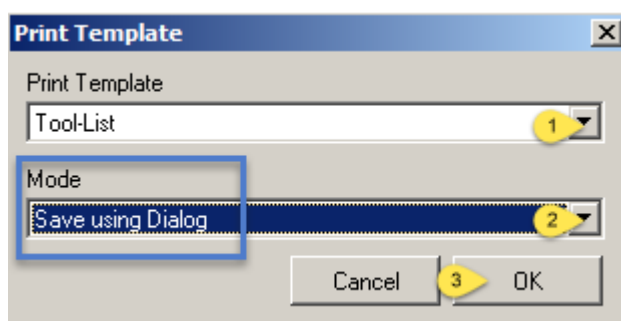 Print Template
Print Template
Tool-List
1
Mode
Save using Dialog
2
Cancel
3
OK